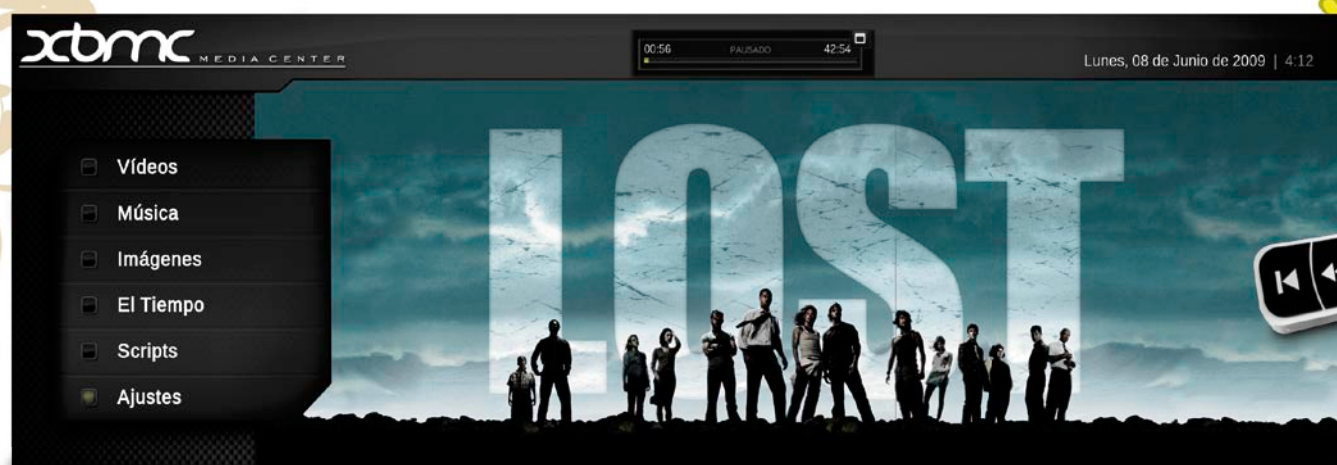 xbmc MEDIA CENTER
00:56 PAUSADO 42:54
Lunes, 08 de Junio de 2009 | 4:12
LOST
Vídeos
Música
Imágenes
El Tiempo
Scripts
Ajustes